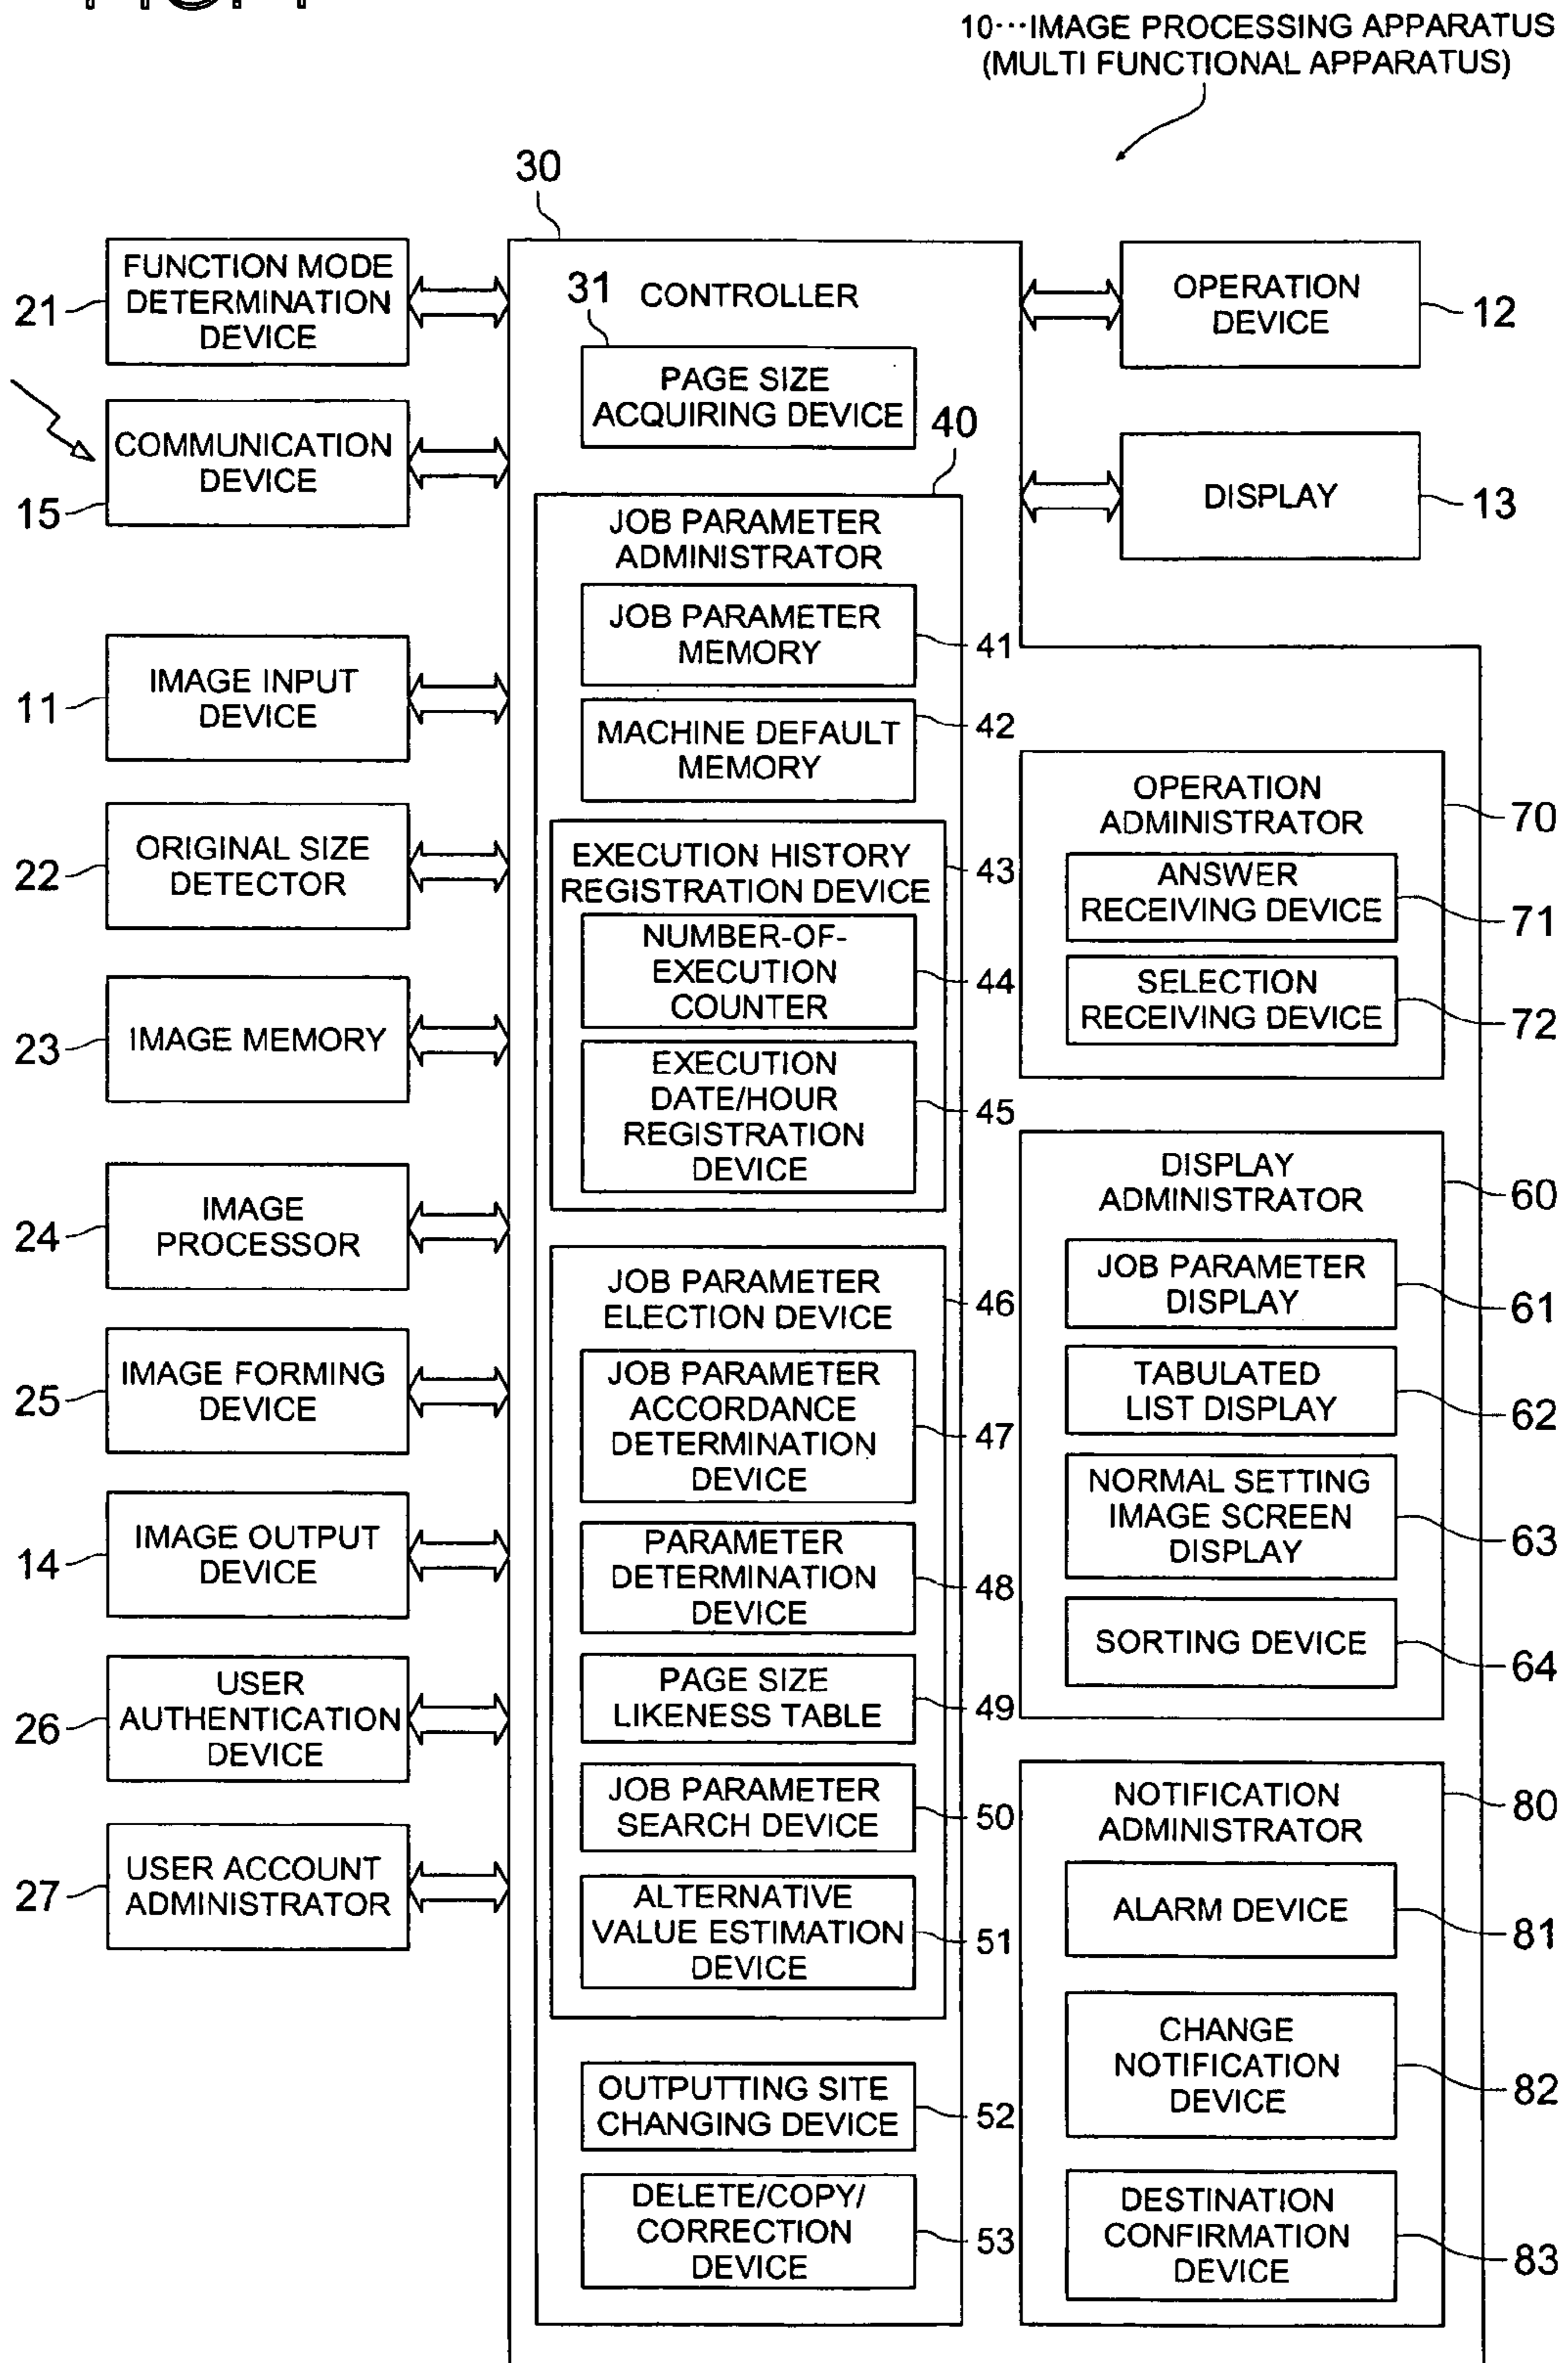 10···IMAGE PROCESSING APPARATUS
(MULTI FUNCTIONAL APPARATUS)
30
FUNCTION MODE
DETERMINATION
DEVICE
21
COMMUNICATION
DEVICE
15
IMAGE INPUT
DEVICE
11
ORIGINAL SIZE
DETECTOR
22
IMAGE MEMORY
23
IMAGE
PROCESSOR
24
IMAGE FORMING
DEVICE
25
IMAGE OUTPUT
DEVICE
14
USER
AUTHENTICATION
DEVICE
26
USER ACCOUNT
ADMINISTRATOR
27
31
CONTROLLER
PAGE SIZE
ACQUIRING DEVICE
40
JOB PARAMETER
ADMINISTRATOR
JOB PARAMETER
MEMORY
41
MACHINE DEFAULT
MEMORY
42
EXECUTION HISTORY
REGISTRATION DEVICE
43
NUMBER-OF-
EXECUTION
COUNTER
44
EXECUTION
DATE/HOUR
REGISTRATION
DEVICE
45
JOB PARAMETER
ELECTION DEVICE
46
JOB PARAMETER
ACCORDANCE
DETERMINATION
DEVICE
47
PARAMETER
DETERMINATION
DEVICE
48
PAGE SIZE
LIKENESS TABLE
49
JOB PARAMETER
SEARCH DEVICE
50
ALTERNATIVE
VALUE ESTIMATION
DEVICE
51
OUTPUTTING SITE
CHANGING DEVICE
52
DELETE/COPY/
CORRECTION
DEVICE
53
OPERATION
DEVICE
12
DISPLAY
13
OPERATION
ADMINISTRATOR
70
ANSWER
RECEIVING DEVICE
71
SELECTION
RECEIVING DEVICE
72
DISPLAY
ADMINISTRATOR
60
JOB PARAMETER
DISPLAY
61
TABULATED
LIST DISPLAY
62
NORMAL SETTING
IMAGE SCREEN
DISPLAY
63
SORTING DEVICE
64
NOTIFICATION
ADMINISTRATOR
80
ALARM DEVICE
81
CHANGE
NOTIFICATION
DEVICE
82
DESTINATION
CONFIRMATION
DEVICE
83